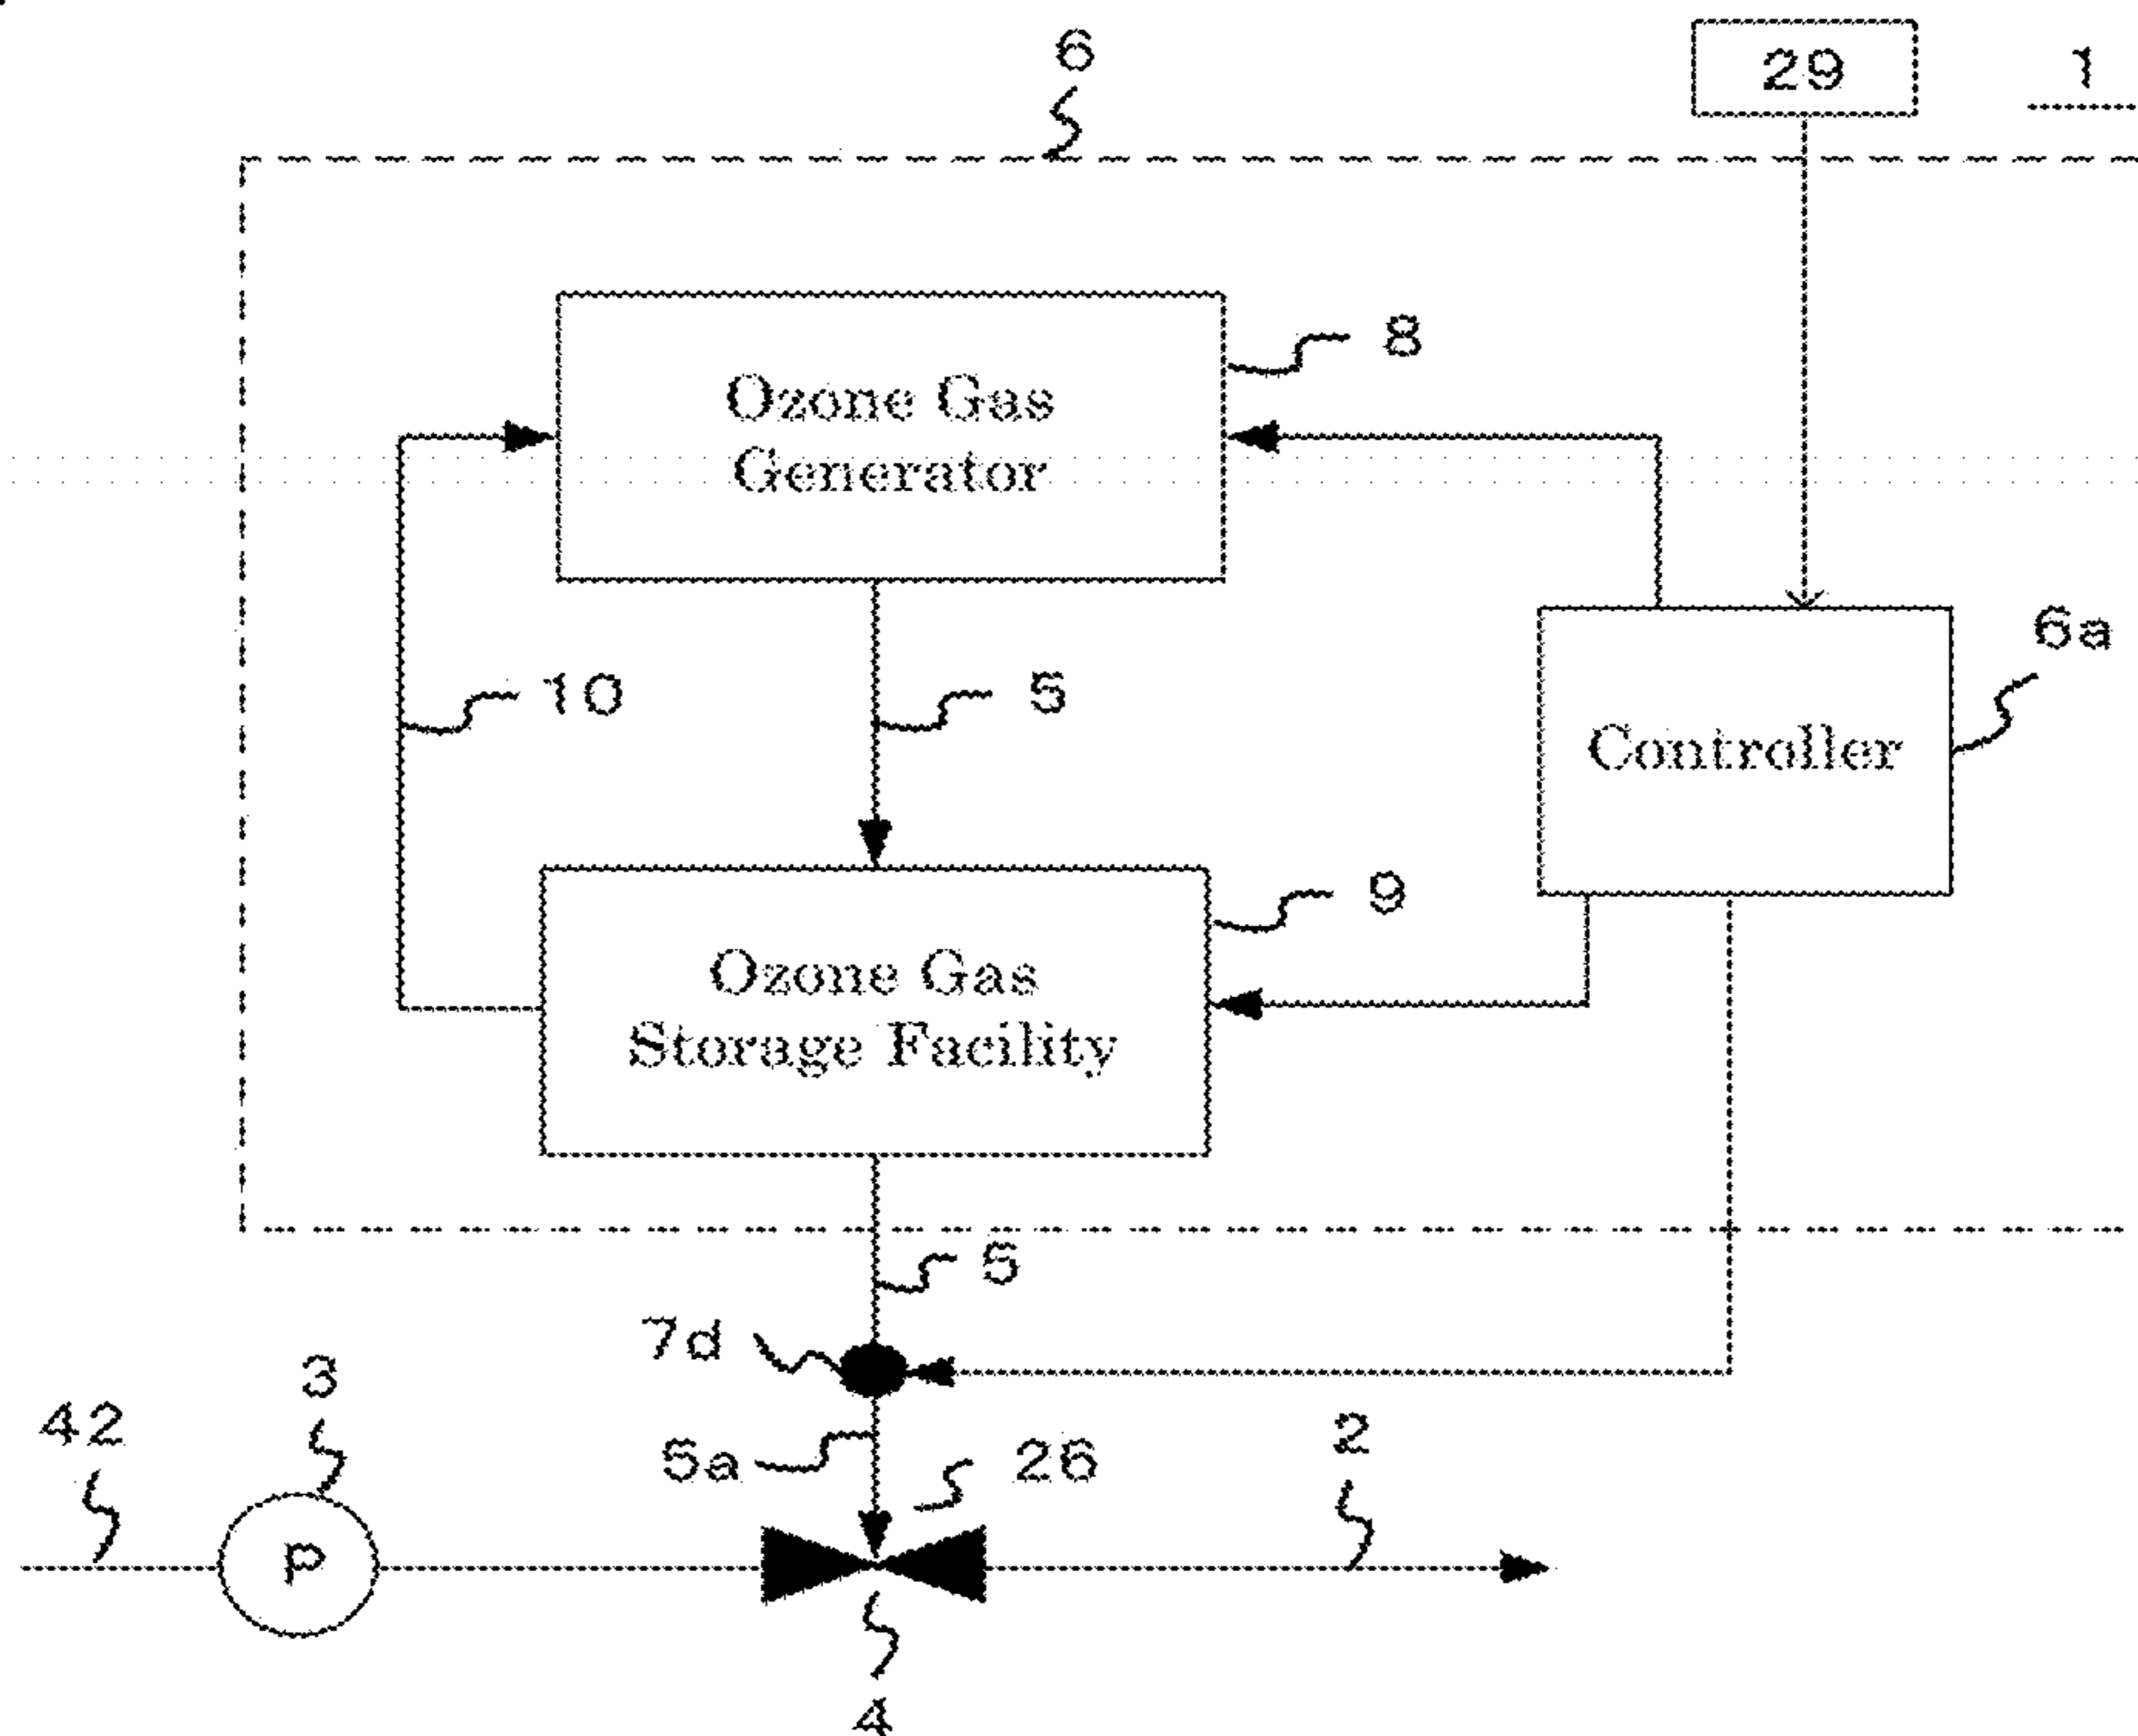 6
29
1
8
Ozone Gas
Generator
6a
10
5
Controller
9
Ozone Gas
Storage Facility
5
7d
3
42
5a
26
2
P
4